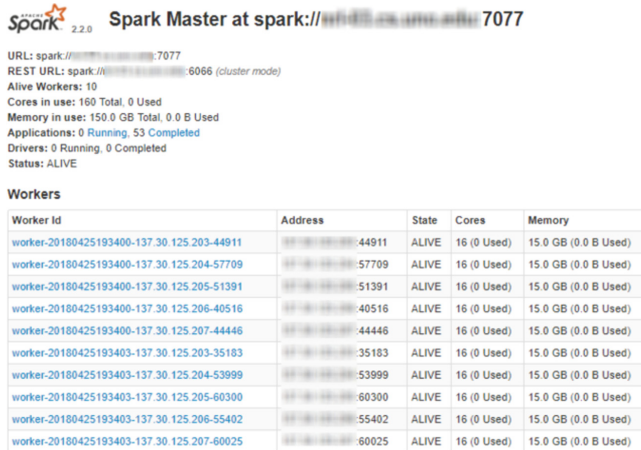 APACHE
Spark 2.2.0 Spark Master at spark:// 7077
URL: spark:// :7077
REST URL: spark:// :6066 (cluster mode)
Alive Workers: 10
Cores in use: 160 Total, 0 Used
Memory in use: 150.0 GB Total, 0.0 B Used
Applications: 0 Running, 53 Completed
Drivers: 0 Running, 0 Completed
Status: ALIVE
Workers
Worker Id Address State Cores Memory
worker-20180425193400-137.30.125.203-44911 :44911 ALIVE 16 (0 Used) 15.0 GB (0.0 B Used)
worker-20180425193400-137.30.125.204-57709 :57709 ALIVE 16 (0 Used) 15.0 GB (0.0 B Used)
worker-20180425193400-137.30.125.205-51391 :51391 ALIVE 16 (0 Used) 15.0 GB (0.0 B Used)
worker-20180425193400-137.30.125.206-40516 :40516 ALIVE 16 (0 Used) 15.0 GB (0.0 B Used)
worker-20180425193400-137.30.125.207-44446 :44446 ALIVE 16 (0 Used) 15.0 GB (0.0 B Used)
worker-20180425193403-137.30.125.203-35183 :35183 ALIVE 16 (0 Used) 15.0 GB (0.0 B Used)
worker-20180425193403-137.30.125.204-53999 :53999 ALIVE 16 (0 Used) 15.0 GB (0.0 B Used)
worker-20180425193403-137.30.125.205-60300 :60300 ALIVE 16 (0 Used) 15.0 GB (0.0 B Used)
worker-20180425193403-137.30.125.206-55402 :55402 ALIVE 16 (0 Used) 15.0 GB (0.0 B Used)
worker-20180425193403-137.30.125.207-60025 :60025 ALIVE 16 (0 Used) 15.0 GB (0.0 B Used)